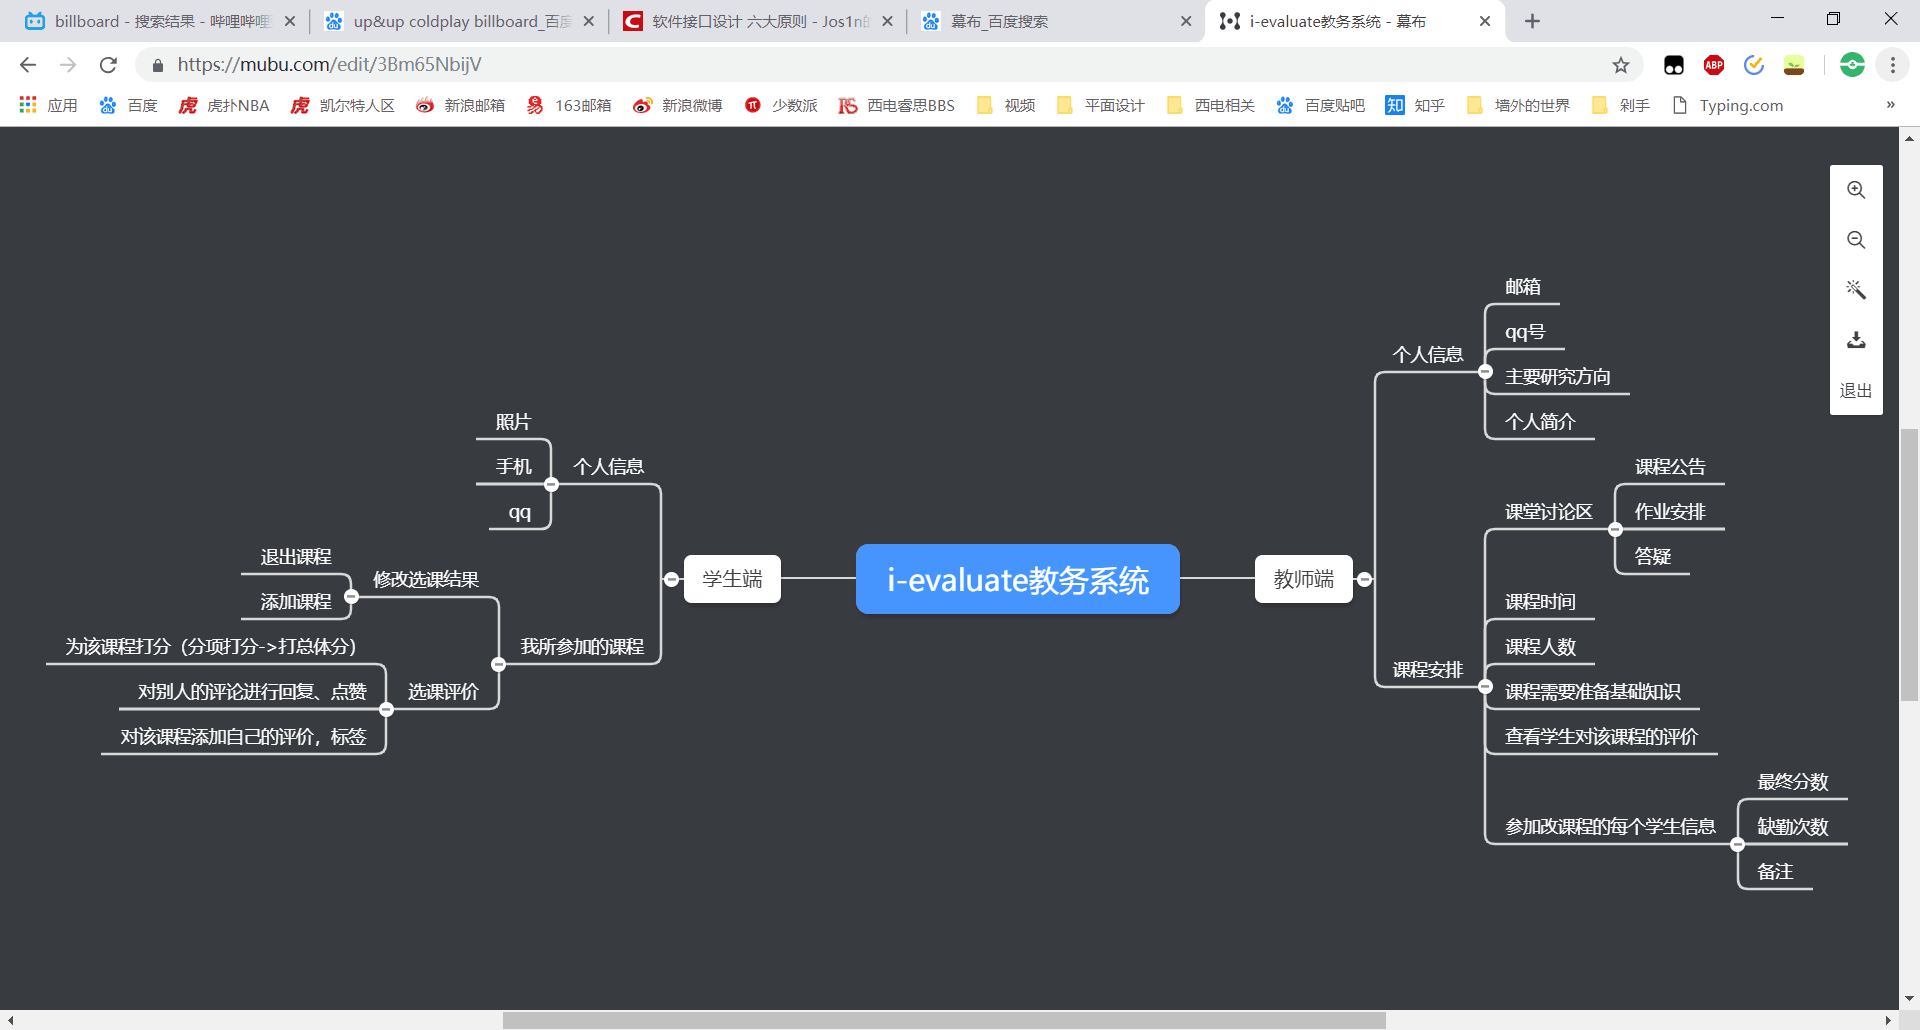 billboard - 搜索结果 - 哔哩哔哩
up&up coldplay billboard_百度
软件接口设计 六大原则 - Jos1n的
幕布_百度搜索
i-evaluate教务系统 - 幕布
https://mubu.com/edit/3Bm65NbijV
ABP
应用
百度
虎扑NBA
凯尔特人区
新浪邮箱
163邮箱
新浪微博
少数派
西电睿思BBS
视频
平面设计
西电相关
百度贴吧
知 知乎
墙外的世界
剁手
Typing.com
»
退出
照片
手机
qq
个人信息
退出课程
添加课程
修改选课结果
为该课程打分（分项打分->打总体分）
对别人的评论进行回复、点赞
对该课程添加自己的评价，标签
选课评价
我所参加的课程
学生端
i-evaluate教务系统
教师端
个人信息
邮箱
qq号
主要研究方向
个人简介
课程安排
课堂讨论区
课程公告
作业安排
答疑
课程时间
课程人数
课程需要准备基础知识
查看学生对该课程的评价
参加改课程的每个学生信息
最终分数
缺勤次数
备注